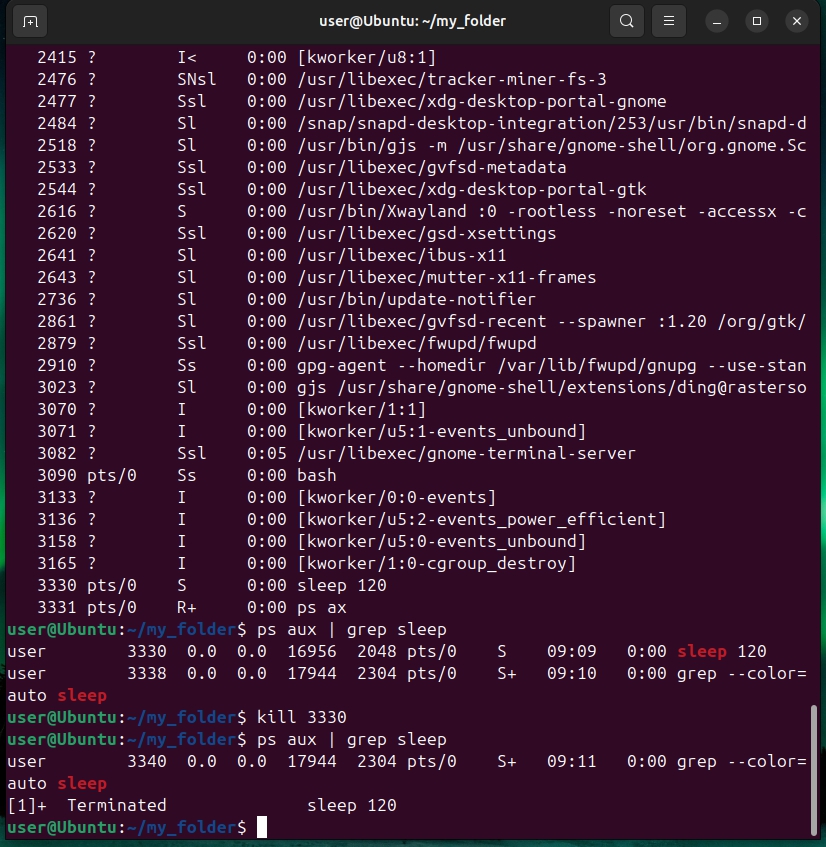 user@Ubuntu: ~/my_folder
2415 ?        I<     0:00 [kworker/u8:1]
2476 ?        SNsl   0:00 /usr/libexec/tracker-miner-fs-3
2477 ?        Ssl    0:00 /usr/libexec/xdg-desktop-portal-gnome
2484 ?        Sl     0:00 /snap/snapd-desktop-integration/253/usr/bin/snapd-d
2518 ?        Sl     0:00 /usr/bin/gjs -m /usr/share/gnome-shell/org.gnome.Sc
2533 ?        Ssl    0:00 /usr/libexec/gvfsd-metadata
2544 ?        Ssl    0:00 /usr/libexec/xdg-desktop-portal-gtk
2616 ?        S      0:00 /usr/bin/Xwayland :0 -rootless -noreset -accessx -c
2620 ?        Ssl    0:00 /usr/libexec/gsd-xsettings
2641 ?        Sl     0:00 /usr/libexec/ibus-x11
2643 ?        Sl     0:00 /usr/libexec/mutter-x11-frames
2736 ?        Sl     0:00 /usr/bin/update-notifier
2861 ?        Sl     0:00 /usr/libexec/gvfsd-recent --spawner :1.20 /org/gtk/
2879 ?        Ssl    0:00 /usr/libexec/fwupd/fwupd
2910 ?        Ss     0:00 gpg-agent --homedir /var/lib/fwupd/gnupg --use-stan
3023 ?        Sl     0:00 gjs /usr/share/gnome-shell/extensions/ding@rasterso
3070 ?        I      0:00 [kworker/1:1]
3071 ?        I      0:00 [kworker/u5:1-events_unbound]
3082 ?        Ssl    0:05 /usr/libexec/gnome-terminal-server
3090 pts/0    Ss     0:00 bash
3133 ?        I      0:00 [kworker/0:0-events]
3136 ?        I      0:00 [kworker/u5:2-events_power_efficient]
3158 ?        I      0:00 [kworker/u5:0-events_unbound]
3165 ?        I      0:00 [kworker/1:0-cgroup_destroy]
3330 pts/0    S      0:00 sleep 120
3331 pts/0    R+     0:00 ps ax
user@Ubuntu:~/my_folder$ ps aux | grep sleep
user        3330  0.0  0.0  16956  2048 pts/0    S    09:09   0:00 sleep 120
user        3338  0.0  0.0  17944  2304 pts/0    S+   09:10   0:00 grep --color=
auto sleep
user@Ubuntu:~/my_folder$ kill 3330
user@Ubuntu:~/my_folder$ ps aux | grep sleep
user        3340  0.0  0.0  17944  2304 pts/0    S+   09:11   0:00 grep --color=
auto sleep
[1]+  Terminated              sleep 120
user@Ubuntu:~/my_folder$